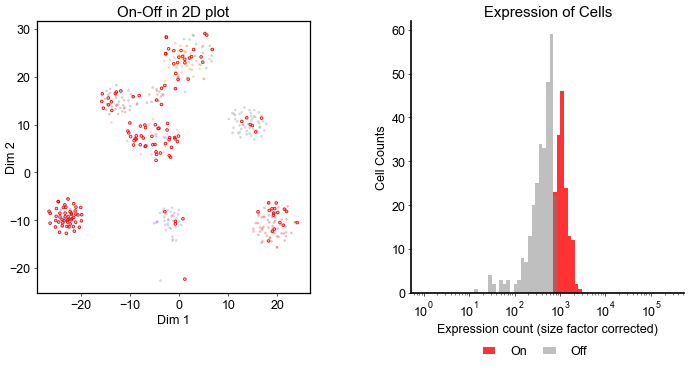 On-Off in 2D plot
30
20
10
0
−10
−20
Dim 2
−20 −10 0 10 20
Dim 1
Expression of Cells
60
50
40
30
20
10
0
Cell Counts
10^0 10^1 10^2 10^3 10^4 10^5
Expression count (size factor corrected)
On Off